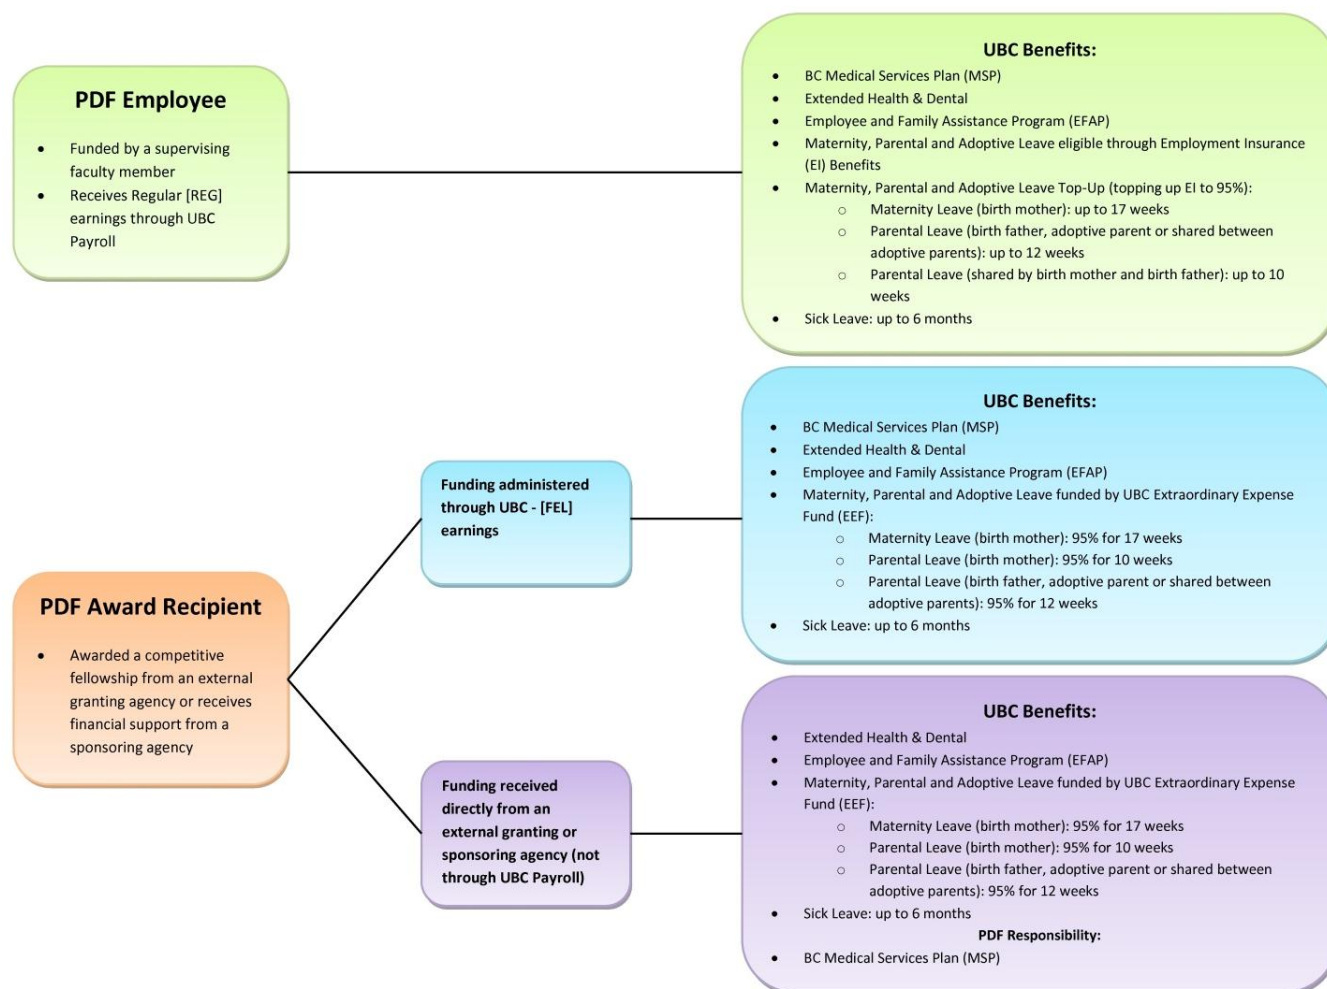 PDF Employee
• Funded by a supervising
faculty member
• Receives Regular [REG]
earnings through UBC
Payroll
UBC Benefits:
• BC Medical Services Plan (MSP)
• Extended Health & Dental
• Employee and Family Assistance Program (EFAP)
• Maternity, Parental and Adoptive Leave eligible through Employment Insurance
(EI) Benefits
• Maternity, Parental and Adoptive Leave Top-Up (topping up EI to 95%):
o Maternity Leave (birth mother): up to 17 weeks
o Parental Leave (birth father, adoptive parent or shared between
adoptive parents): up to 12 weeks
o Parental Leave (shared by birth mother and birth father): up to 10
weeks
• Sick Leave: up to 6 months
PDF Award Recipient
• Awarded a competitive
fellowship from an external
granting agency or receives
financial support from a
sponsoring agency
Funding administered
through UBC - [FEL]
earnings
UBC Benefits:
• BC Medical Services Plan (MSP)
• Extended Health & Dental
• Employee and Family Assistance Program (EFAP)
• Maternity, Parental and Adoptive Leave funded by UBC Extraordinary Expense
Fund (EEF):
o Maternity Leave (birth mother): 95% for 17 weeks
o Parental Leave (birth mother): 95% for 10 weeks
o Parental Leave (birth father, adoptive parent or shared between
adoptive parents): 95% for 12 weeks
• Sick Leave: up to 6 months
Funding received
directly from an
external granting or
sponsoring agency (not
through UBC Payroll)
UBC Benefits:
• Extended Health & Dental
• Employee and Family Assistance Program (EFAP)
• Maternity, Parental and Adoptive Leave funded by UBC Extraordinary Expense
Fund (EEF):
o Maternity Leave (birth mother): 95% for 17 weeks
o Parental Leave (birth mother): 95% for 10 weeks
o Parental Leave (birth father, adoptive parent or shared between
adoptive parents): 95% for 12 weeks
• Sick Leave: up to 6 months
PDF Responsibility:
• BC Medical Services Plan (MSP)